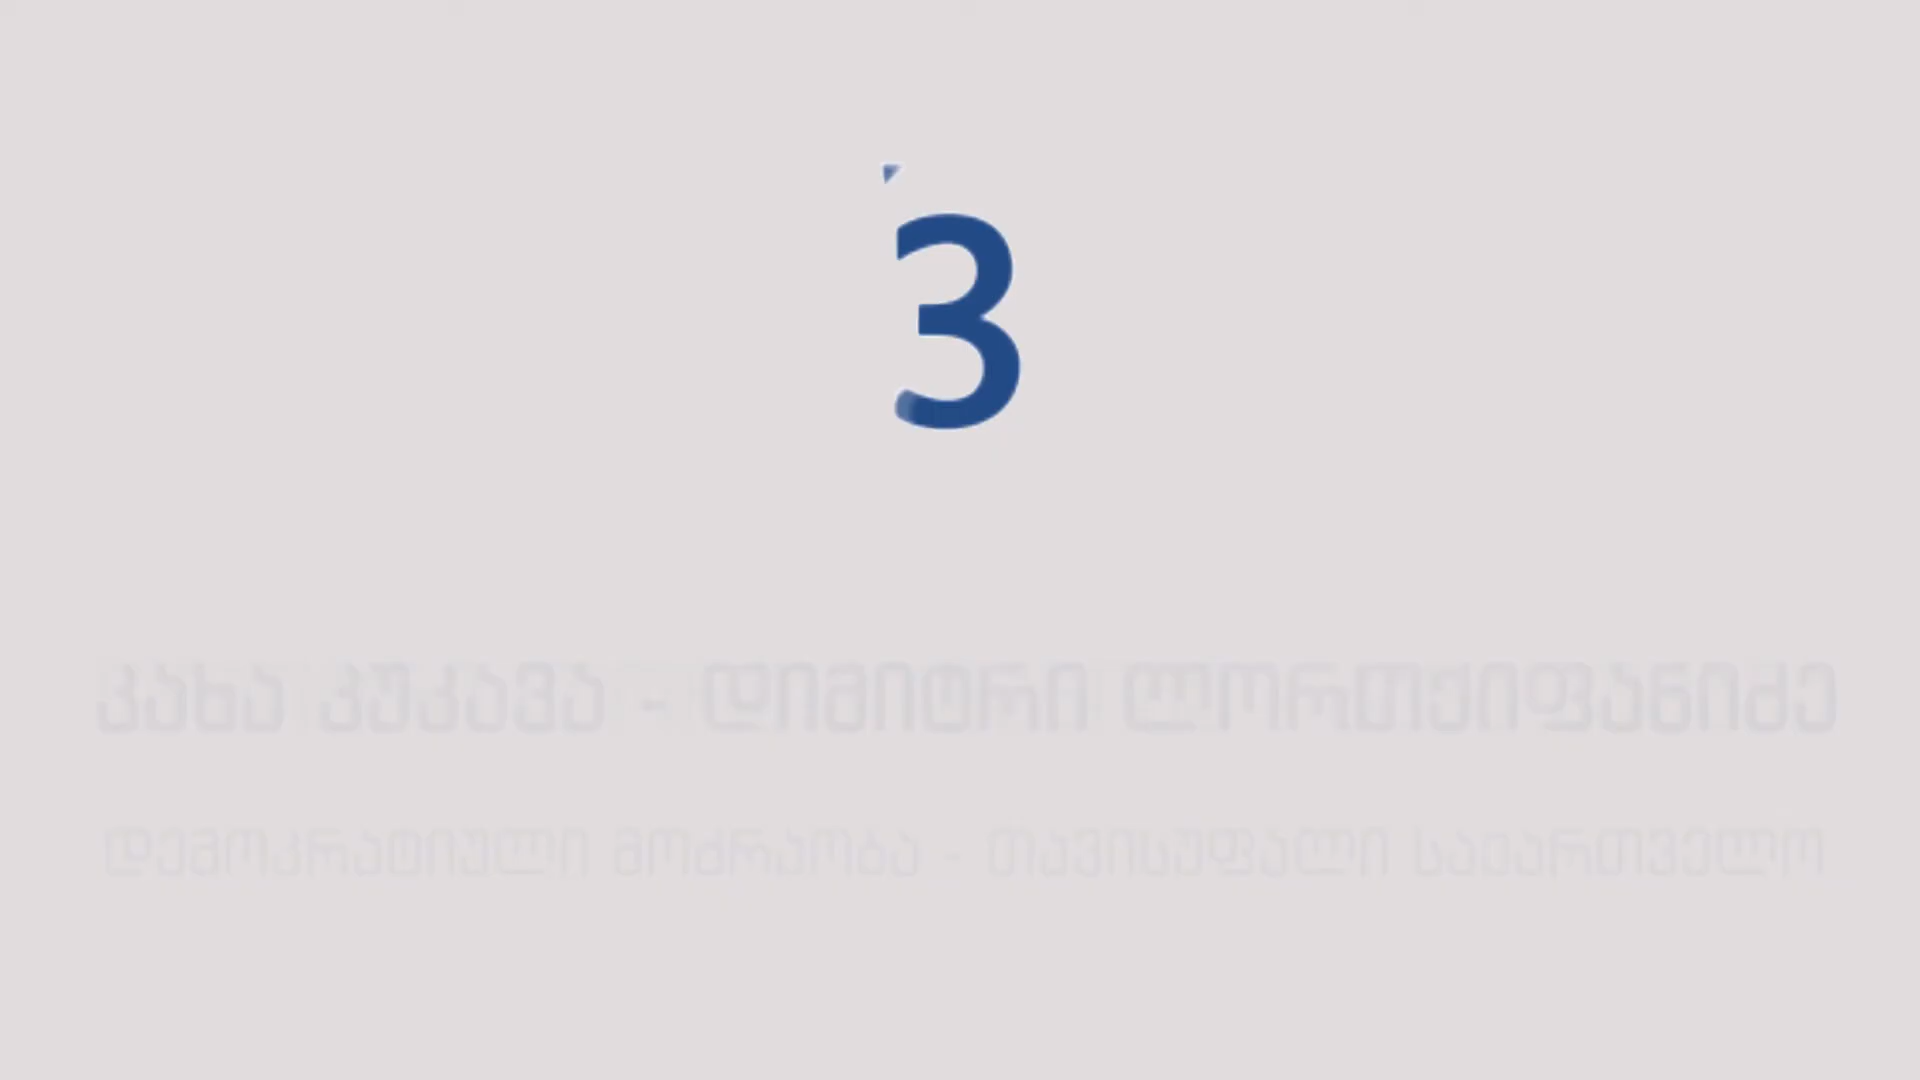 3
კახა კუკავა - დიმიტრი ლორთქიფანიძე
დემოკრატიული მოძრაობა - თავისუფალი საქართველო